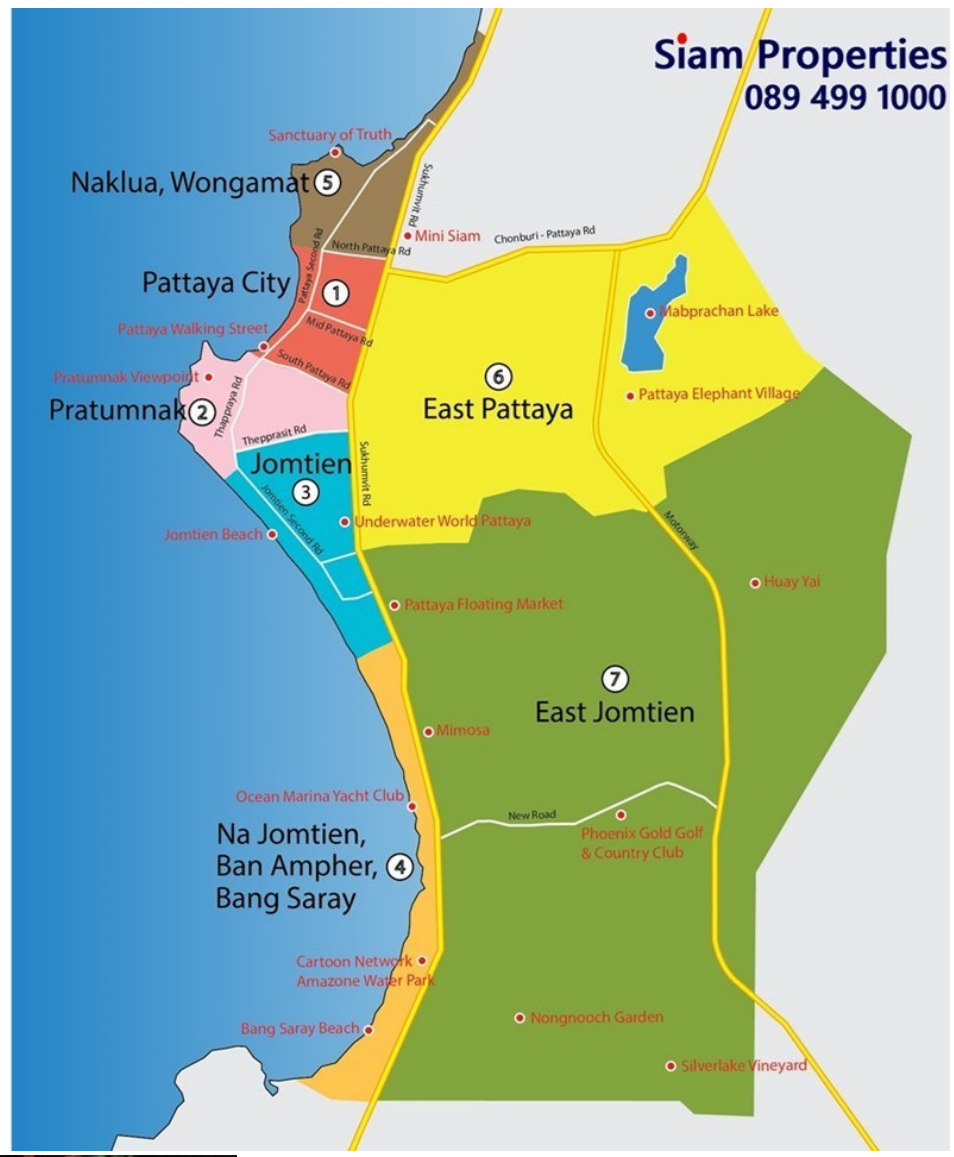 Siam Properties
089 499 1000
Sanctuary of Truth
Naklua, Wongamat 5
Sukhumvit Rd
Mini Siam
Chonburi - Pattaya Rd
North Pattaya Rd
Pattaya Second Rd
Pattaya City
1
Mabprachan Lake
Mid Pattaya Rd
Pattaya Walking Street
South Pattaya Rd
Pratumnak Viewpoint
6
East Pattaya
Pattaya Elephant Village
Thappraya Rd
Pratumnak 2
Thepprasit Rd
Jomtien
3
Sukhumvit Rd
Jomtien Second Rd
Underwater World Pattaya
Jomtien Beach
Motorway
Huay Yai
Pattaya Floating Market
7
East Jomtien
Mimosa
Ocean Marina Yacht Club
New Road
Phoenix Gold Golf
& Country Club
Na Jomtien,
Ban Ampher, 4
Bang Saray
Cartoon Network
Amazone Water Park
Nongnooch Garden
Bang Saray Beach
Silverlake Vineyard